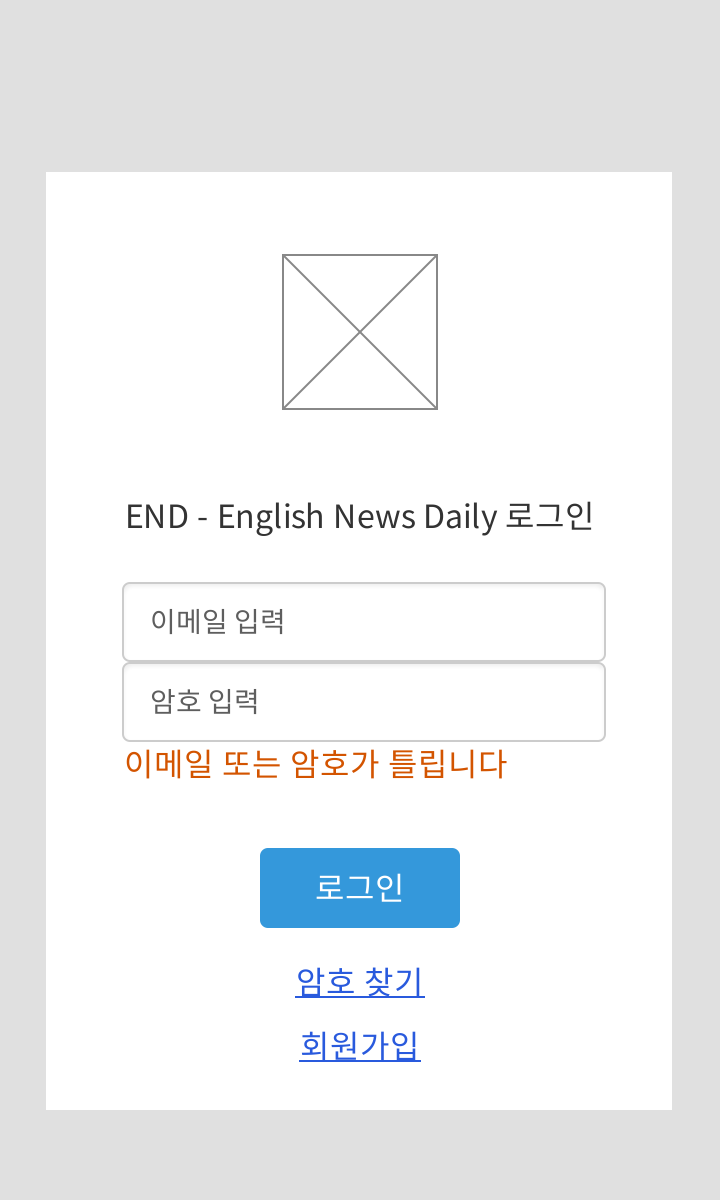 END - English News Daily 로그인
이메일 입력
암호 입력
이메일 또는 암호가 틀립니다
로그인
암호 찾기
회원가입